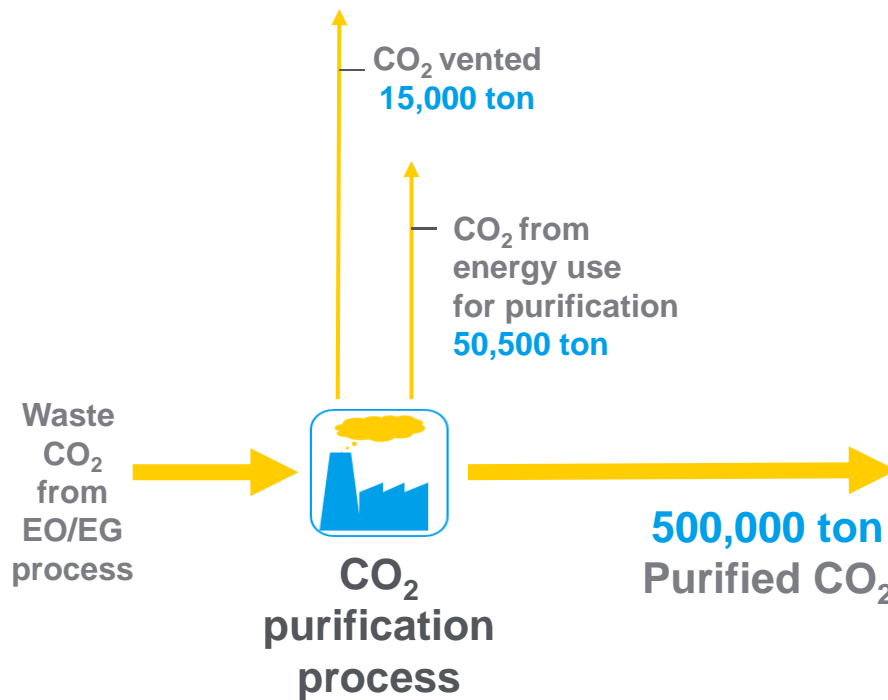 CO₂ vented
15,000 ton
CO₂ from
energy use
for purification
50,500 ton
Waste
CO₂
from
EO/EG
process
500,000 ton
Purified CO₂
CO₂
purification
process